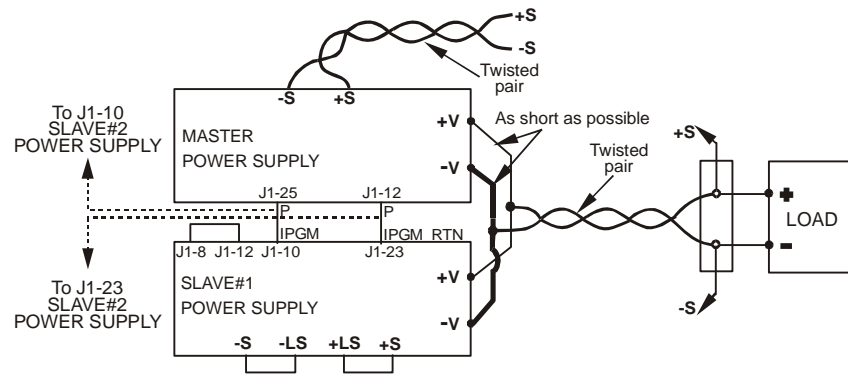 +S
-S
Twisted
pair
-S +S
To J1-10
SLAVE#2
POWER SUPPLY
MASTER
POWER SUPPLY
+V
-V
As short as possible
Twisted
pair
+S
-S
+
-
LOAD
J1-25 J1-12
P P
IPGM IPGM RTN
J1-8 J1-12 J1-10 J1-23
To J1-23
SLAVE#2
POWER SUPPLY
SLAVE#1
POWER SUPPLY
+V
-V
-S -LS +LS +S